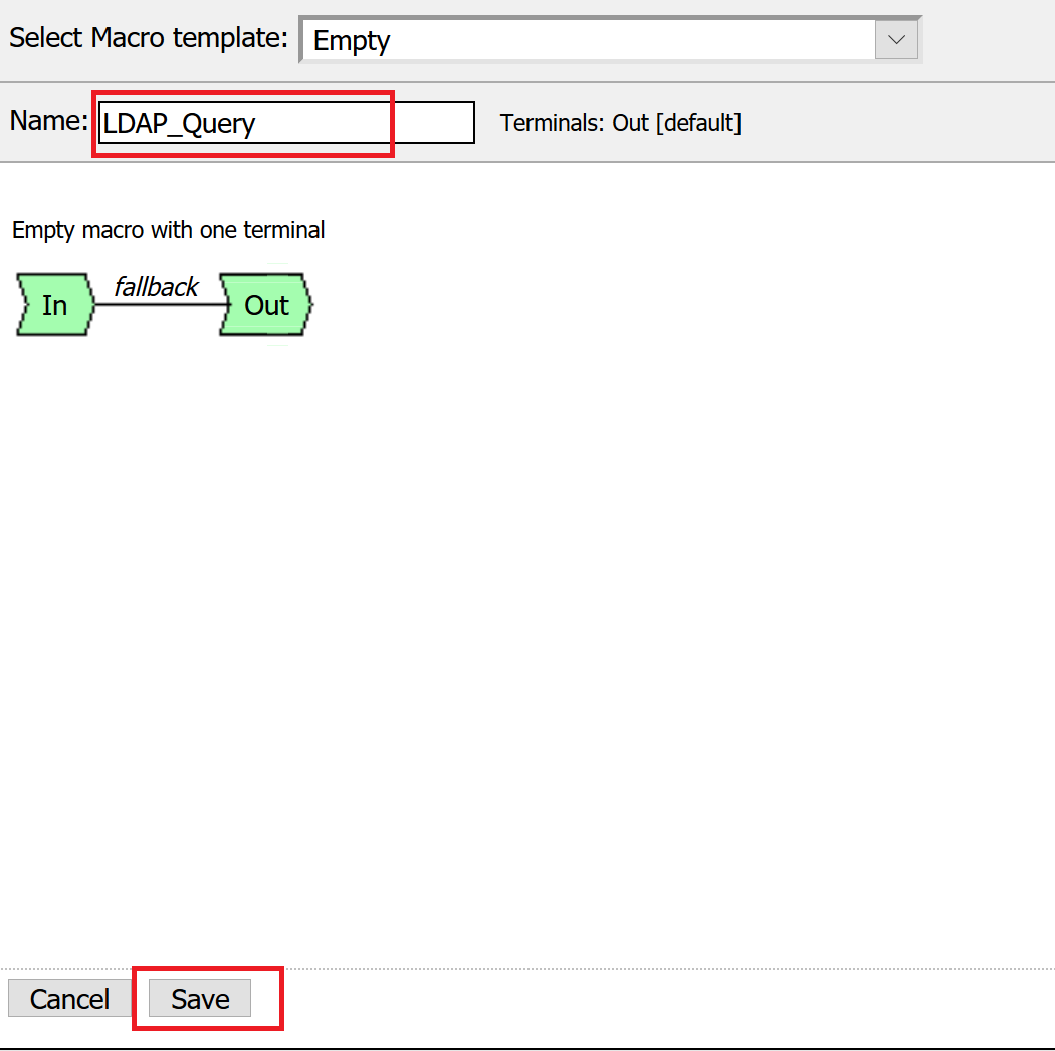 Select Macro template: Empty
Name: LDAP_Query Terminals: Out [default]
Empty macro with one terminal
In fallback Out
Cancel Save